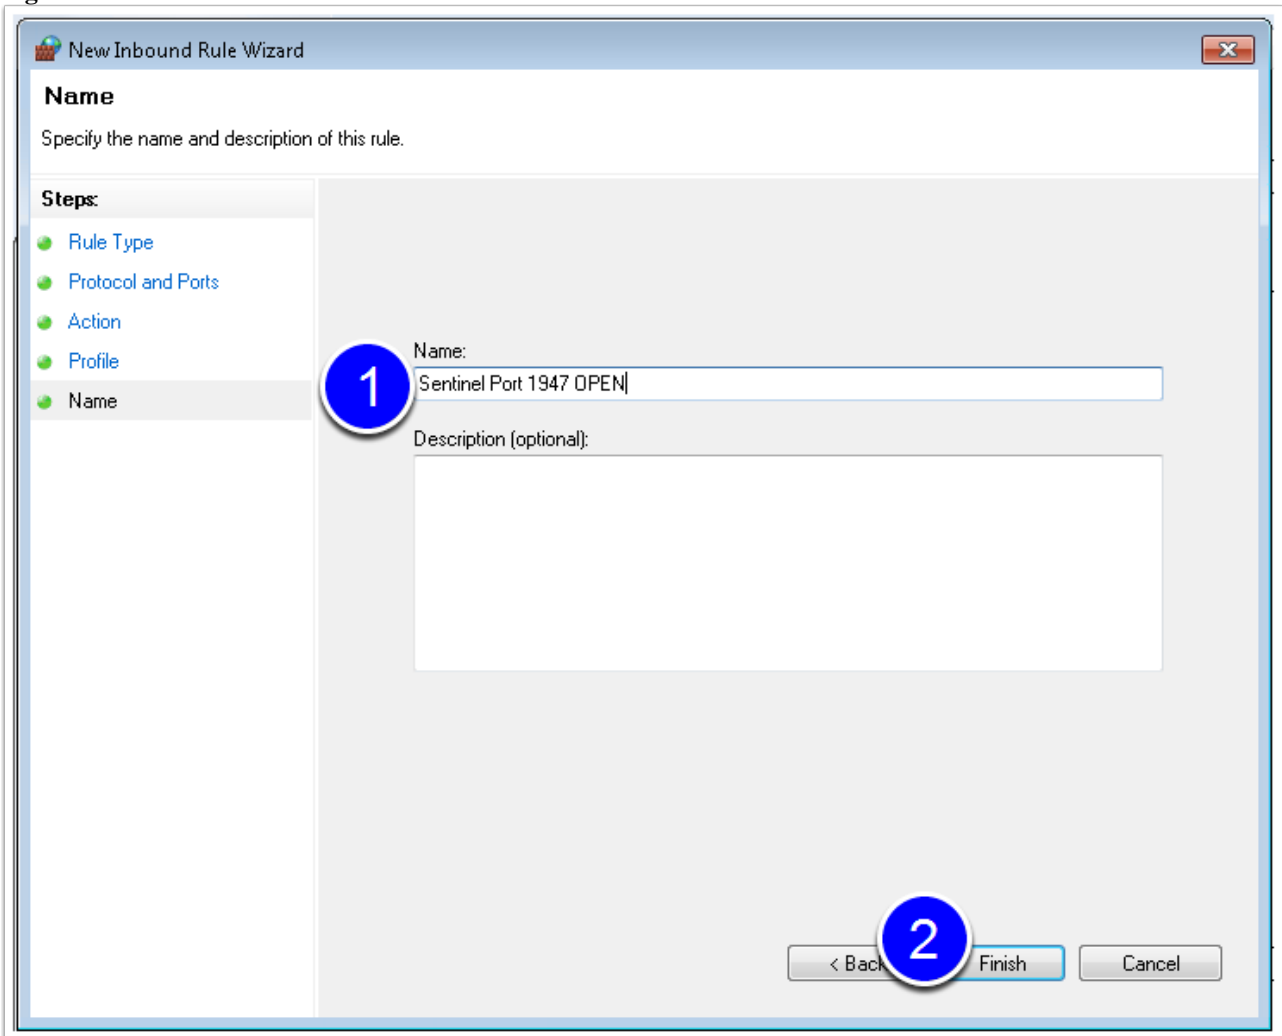 New Inbound Rule Wizard
Name
Specify the name and description of this rule.
Steps:
Rule Type
Protocol and Ports
Action
Profile
Name
Name:
1
Sentinel Port 1947 OPEN
Description (optional):
2
< Back
Finish
Cancel